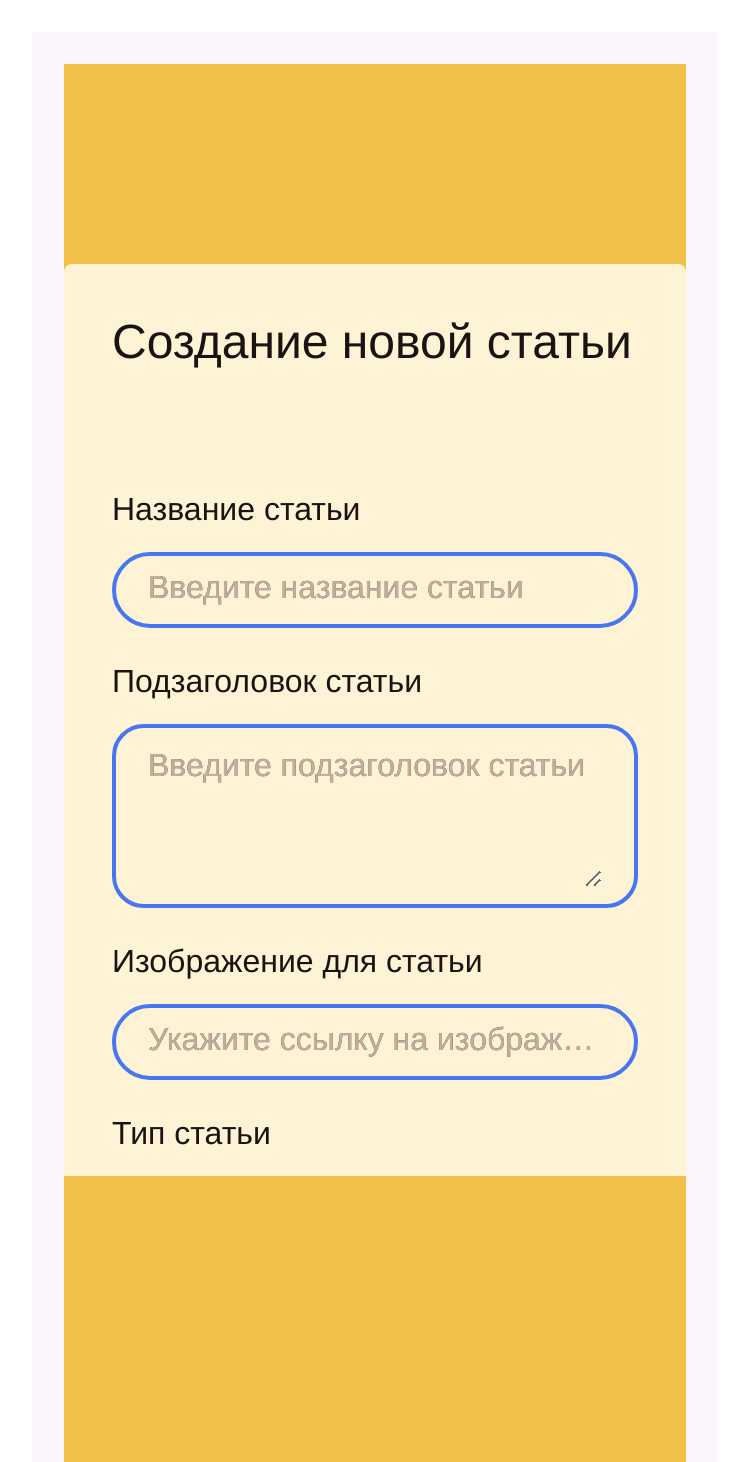 Создание новой статьи
Название статьи
Введите название статьи
Подзаголовок статьи
Введите подзаголовок статьи
Изображение для статьи
Укажите ссылку на изображ…
Тип статьи